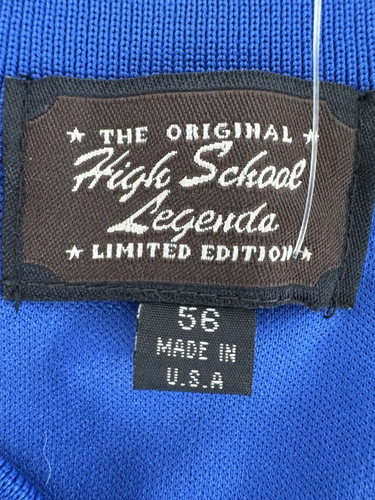 ★ THE ORIGINAL ★
High School
Legends
★ LIMITED EDITION ★
56
MADE IN
U.S.A